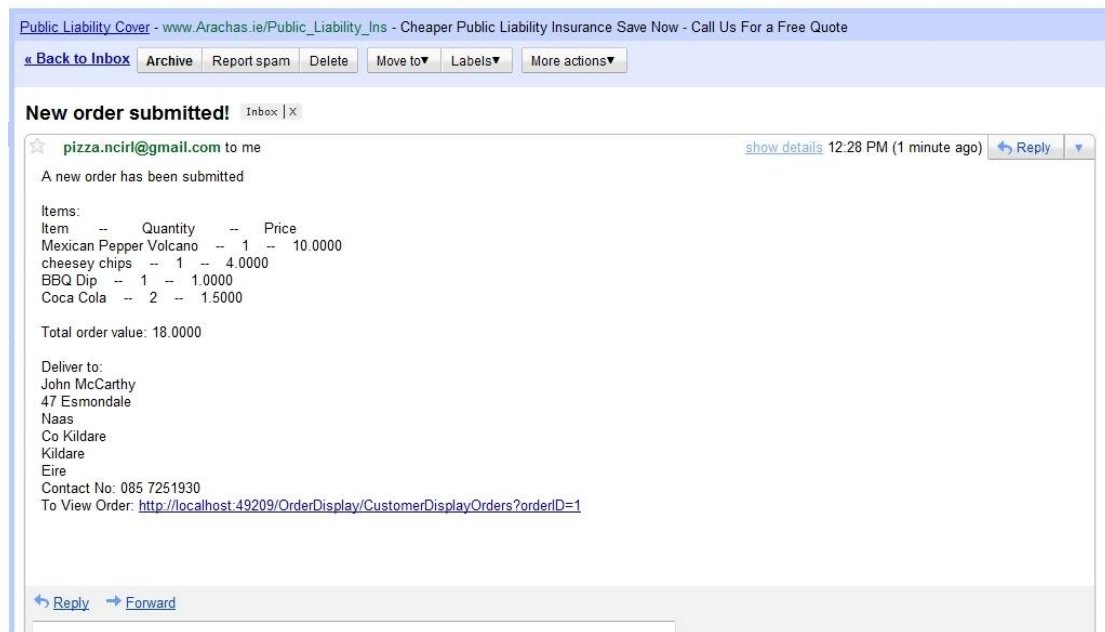 Public Liability Cover - www.Arachas.ie/Public_Liability_Ins - Cheaper Public Liability Insurance Save Now - Call Us For a Free Quote
« Back to Inbox Archive Report spam Delete Move to▼ Labels▼ More actions▼
New order submitted! Inbox | X
pizza.ncirl@gmail.com to me show details 12:28 PM (1 minute ago) Reply ▼
A new order has been submitted
Items:
Item -- Quantity -- Price
Mexican Pepper Volcano -- 1 -- 10.0000
cheesey chips -- 1 -- 4.0000
BBQ Dip -- 1 -- 1.0000
Coca Cola -- 2 -- 1.5000
Total order value: 18.0000
Deliver to:
John McCarthy
47 Esmondale
Naas
Co Kildare
Kildare
Eire
Contact No: 085 7251930
To View Order: http://localhost:49209/OrderDisplay/CustomerDisplayOrders?orderID=1
Reply Forward